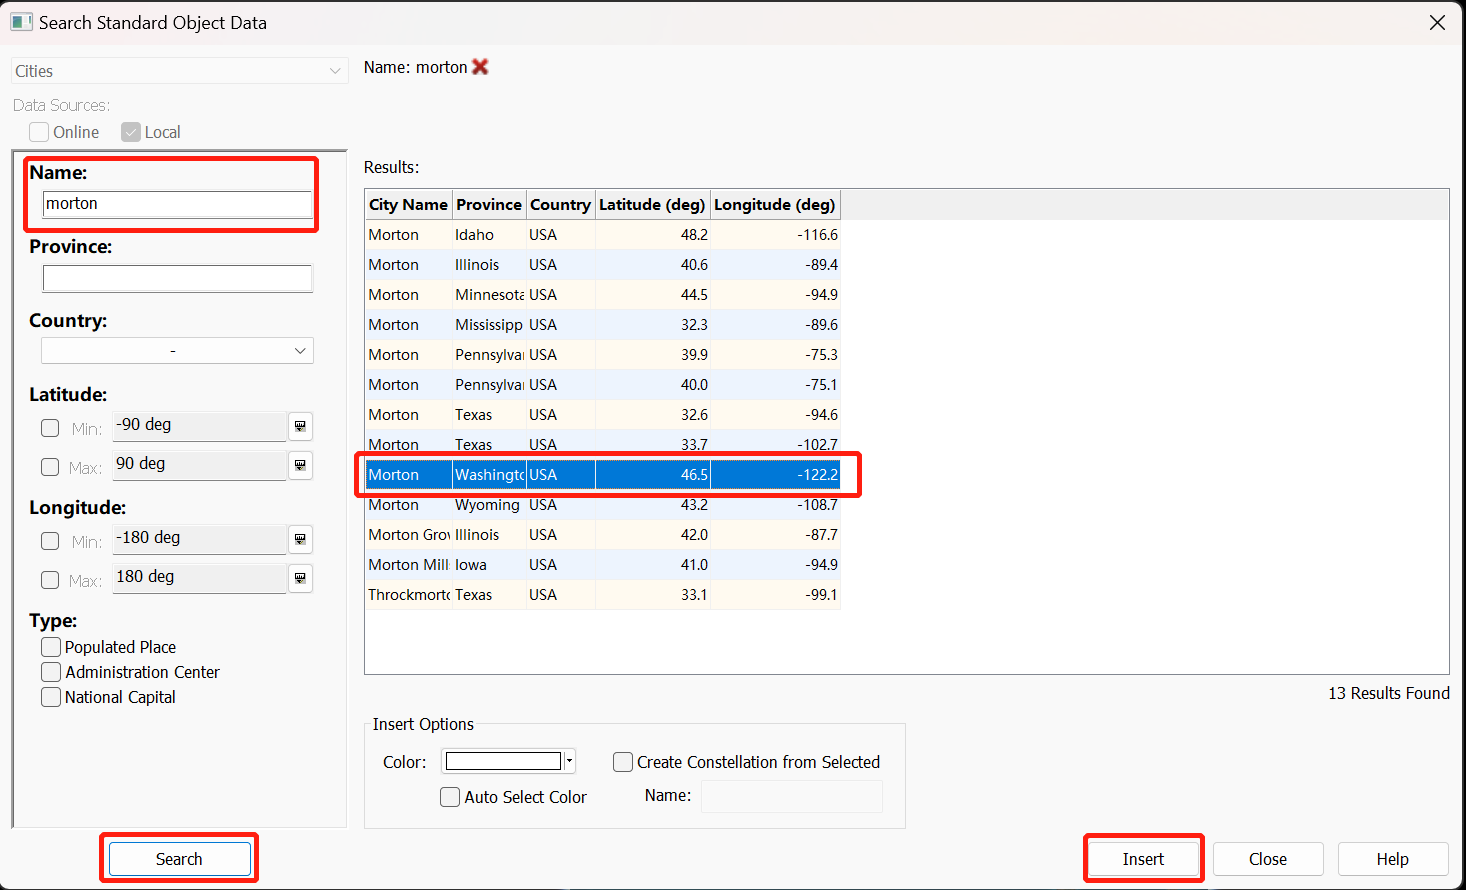 Search Standard Object Data
Cities
Data Sources:
Online Local
Name:
morton
Province:
Country:
-
Latitude:
Min: -90 deg
Max: 90 deg
Longitude:
Min: -180 deg
Max: 180 deg
Type:
Populated Place
Administration Center
National Capital
Search
Name: morton
Results:
City Name Province Country Latitude (deg) Longitude (deg)
Morton Idaho USA 48.2 -116.6
Morton Illinois USA 40.6 -89.4
Morton Minnesota USA 44.5 -94.9
Morton Mississipp USA 32.3 -89.6
Morton Pennsylvai USA 39.9 -75.3
Morton Pennsylvai USA 40.0 -75.1
Morton Texas USA 32.6 -94.6
Morton Texas USA 33.7 -102.7
Morton Washingto USA 46.5 -122.2
Morton Wyoming USA 43.2 -108.7
Morton Grov Illinois USA 42.0 -87.7
Morton Mill Iowa USA 41.0 -94.9
Throckmorto Texas USA 33.1 -99.1
13 Results Found
Insert Options
Color: Create Constellation from Selected
Auto Select Color Name:
Insert Close Help